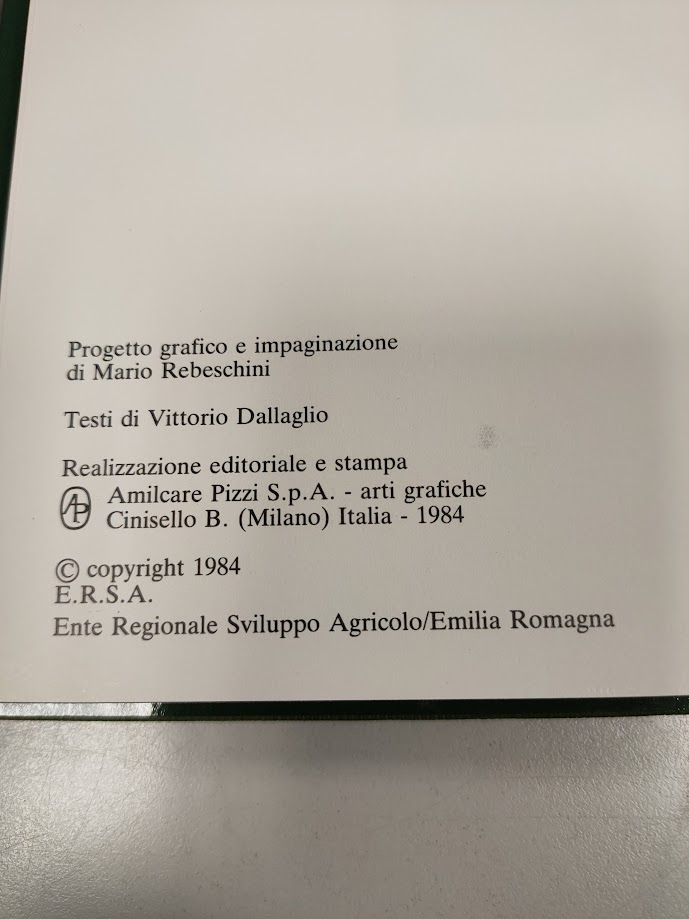 Progetto grafico e impaginazione
di Mario Rebeschini
Testi di Vittorio Dallaglio
Realizzazione editoriale e stampa
AP Amilcare Pizzi S.p.A. - arti grafiche
Cinisello B. (Milano) Italia - 1984
© copyright 1984
E.R.S.A.
Ente Regionale Sviluppo Agricolo/Emilia Romagna